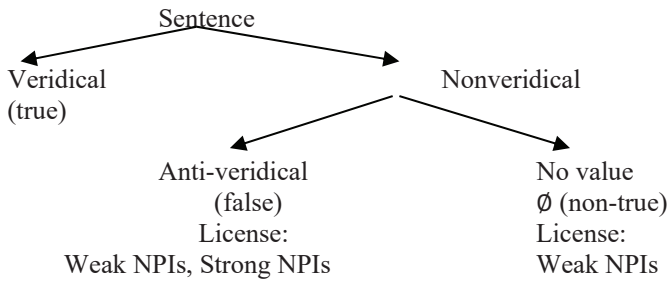 Sentence
Veridical
(true)
Nonveridical
Anti-veridical
(false)
License:
Weak NPIs, Strong NPIs
No value
Ø (non-true)
License:
Weak NPIs